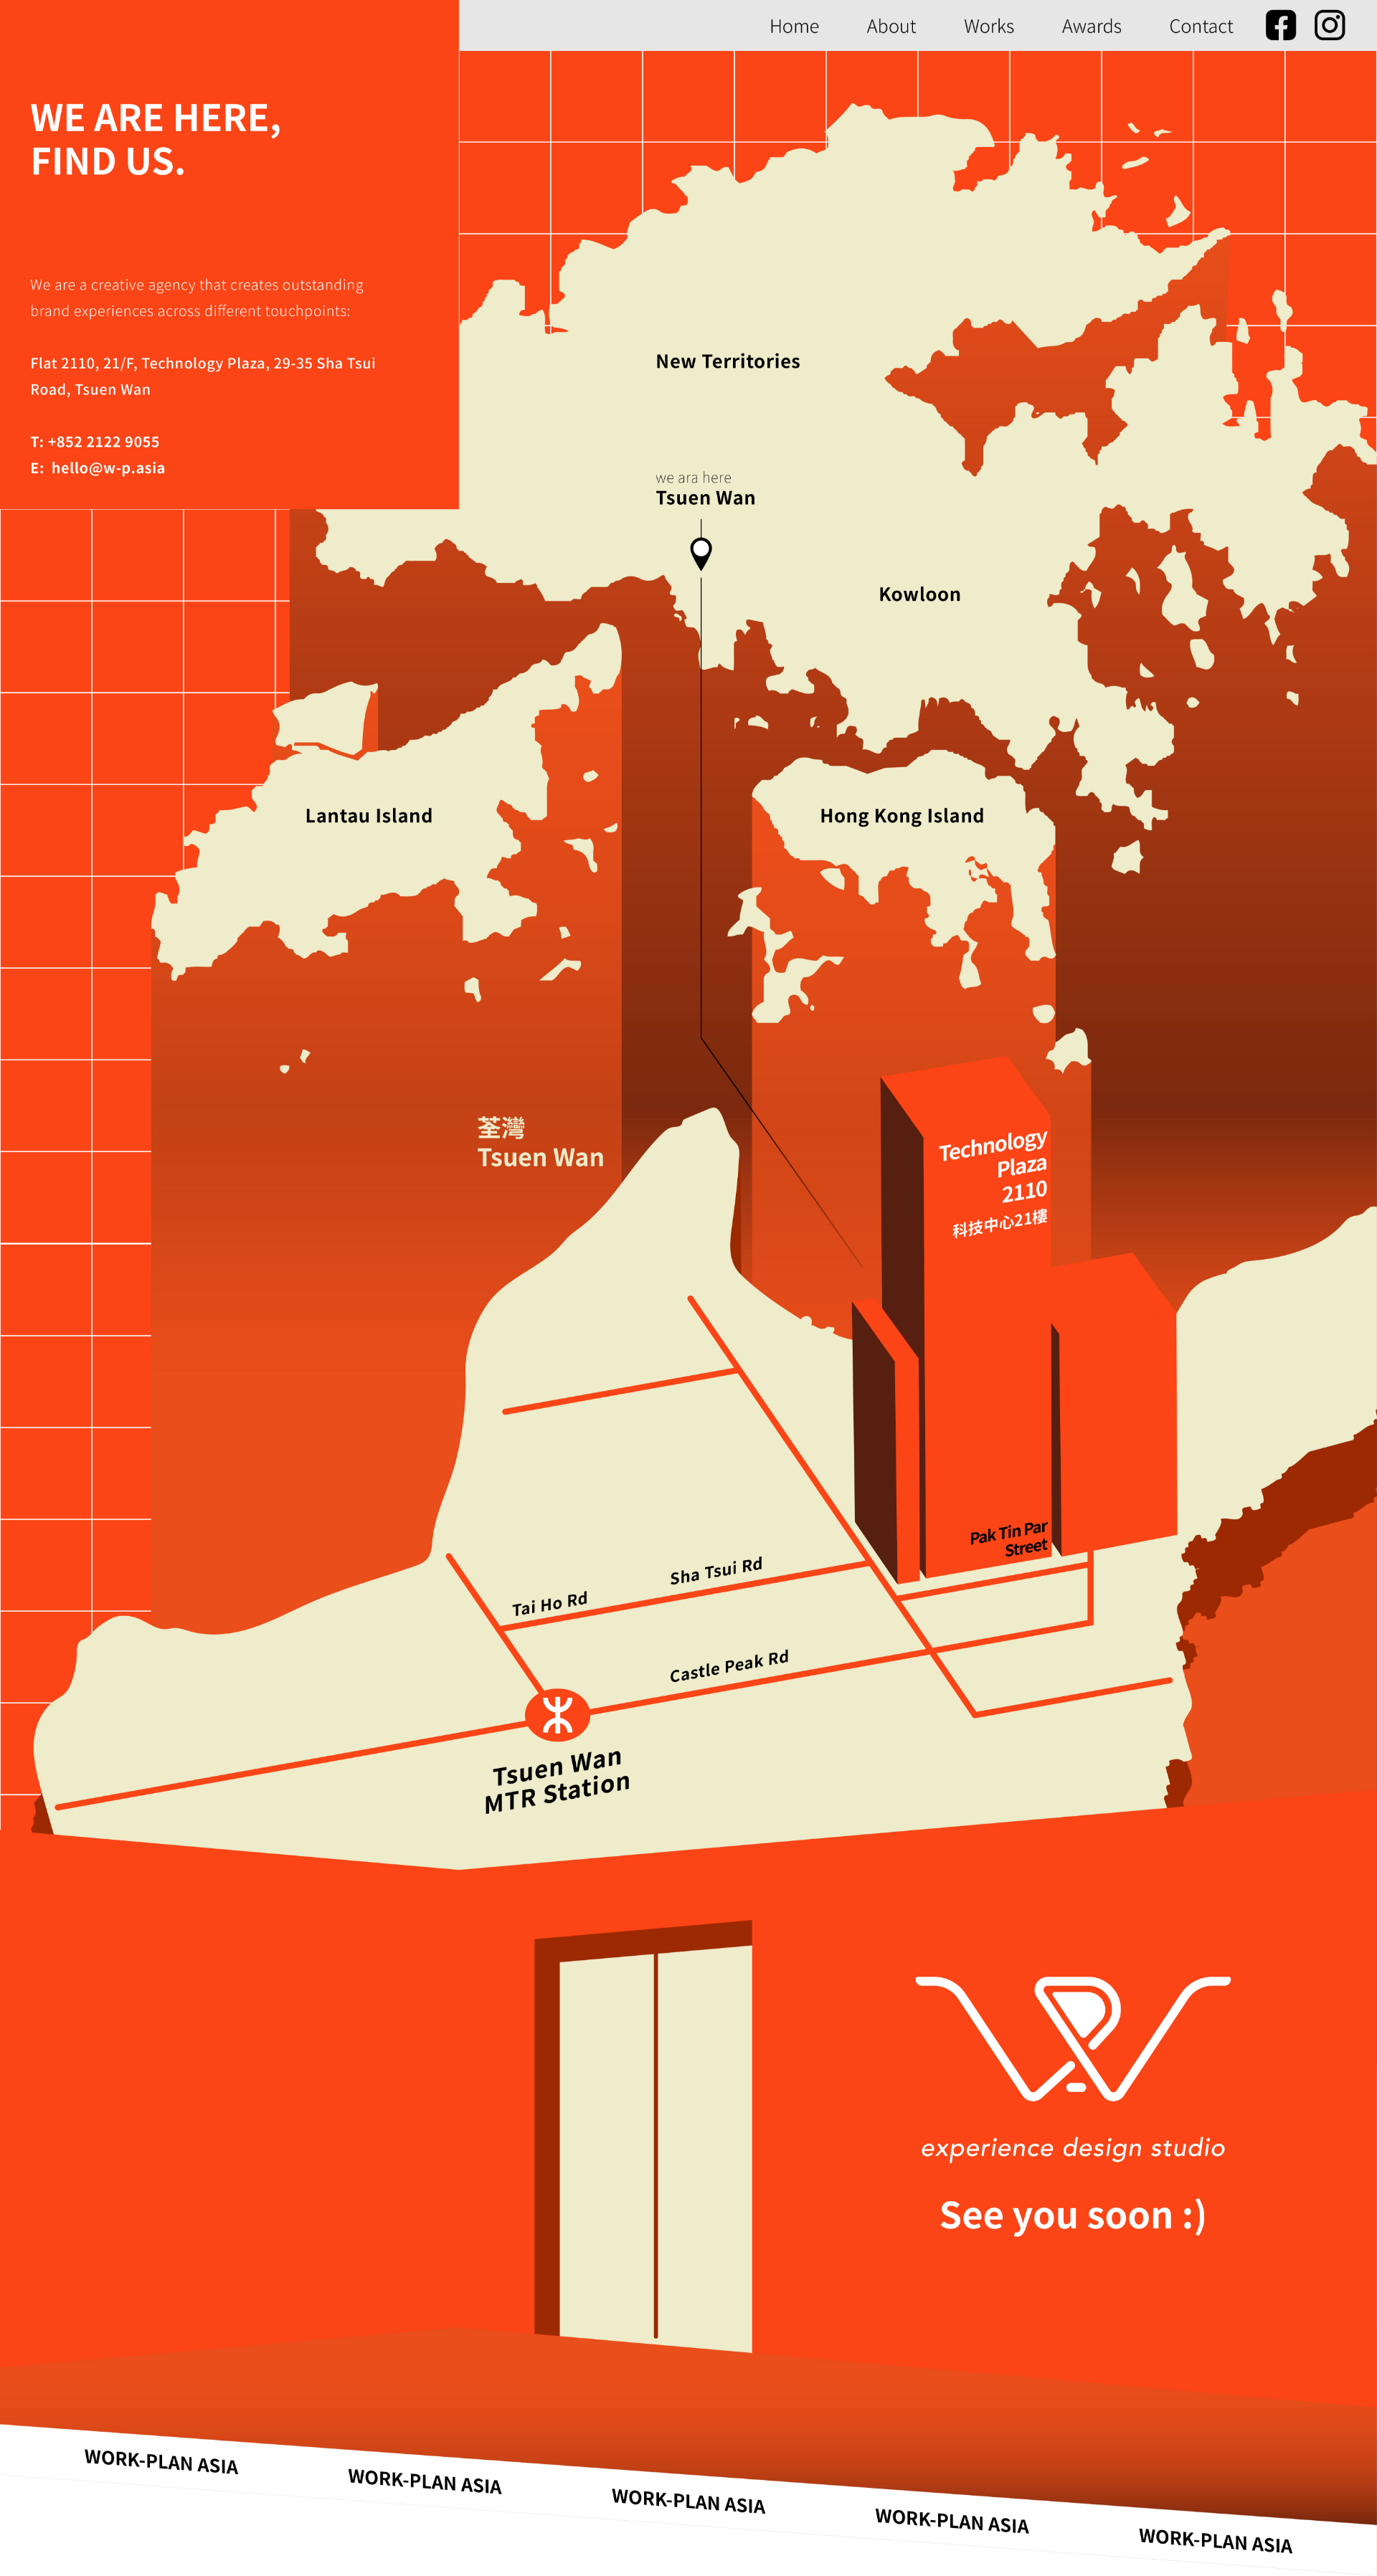 Home About Works Awards Contact
WE ARE HERE,
FIND US.
We are a creative agency that creates outstanding
brand experiences across different touchpoints:
Flat 2110, 21/F, Technology Plaza, 29-35 Sha Tsui
Road, Tsuen Wan
T: +852 2122 9055
E: hello@w-p.asia
New Territories
we ara here
Tsuen Wan
Kowloon
Lantau Island
Hong Kong Island
荃灣
Tsuen Wan
Technology
Plaza
2110
科技中心21樓
Pak Tin Par
Street
Sha Tsui Rd
Tai Ho Rd
Castle Peak Rd
Tsuen Wan
MTR Station
experience design studio
See you soon :)
WORK-PLAN ASIA WORK-PLAN ASIA WORK-PLAN ASIA WORK-PLAN ASIA WORK-PLAN ASIA